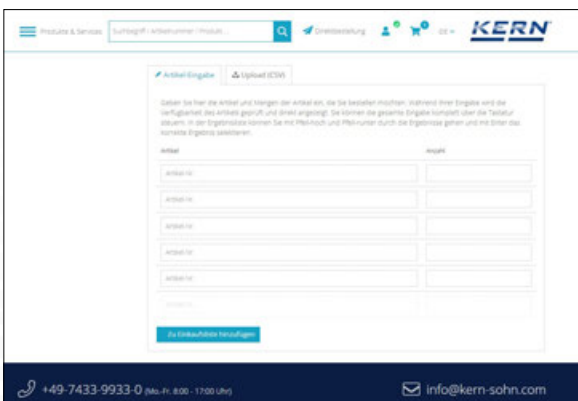 Produkte & Services
Suchbegriff / Artikelnummer / Produkt ...
Direktbestellung
0
DE
KERN
Artikel-Eingabe
Upload (CSV)
Geben Sie hier die Artikel und Mengen der Artikel ein, die Sie bestellen möchten. Während Ihrer Eingabe wird die
Verfügbarkeit des Artikels geprüft und direkt angezeigt. Sie können die gesamte Eingabe komplett über die Tastatur
steuern. In der Ergebnisliste können Sie mit Pfeil-hoch und Pfeil-runter durch die Ergebnisse gehen und mit Enter das
korrekte Ergebnis selektieren.
Artikel
Anzahl
Artikel-Nr.
Artikel-Nr.
Artikel-Nr.
Artikel-Nr.
Artikel-Nr.
Zu Einkaufsliste hinzufügen
+49-7433-9933-0 (Mo.-Fr. 8:00 - 17:00 Uhr)
info@kern-sohn.com